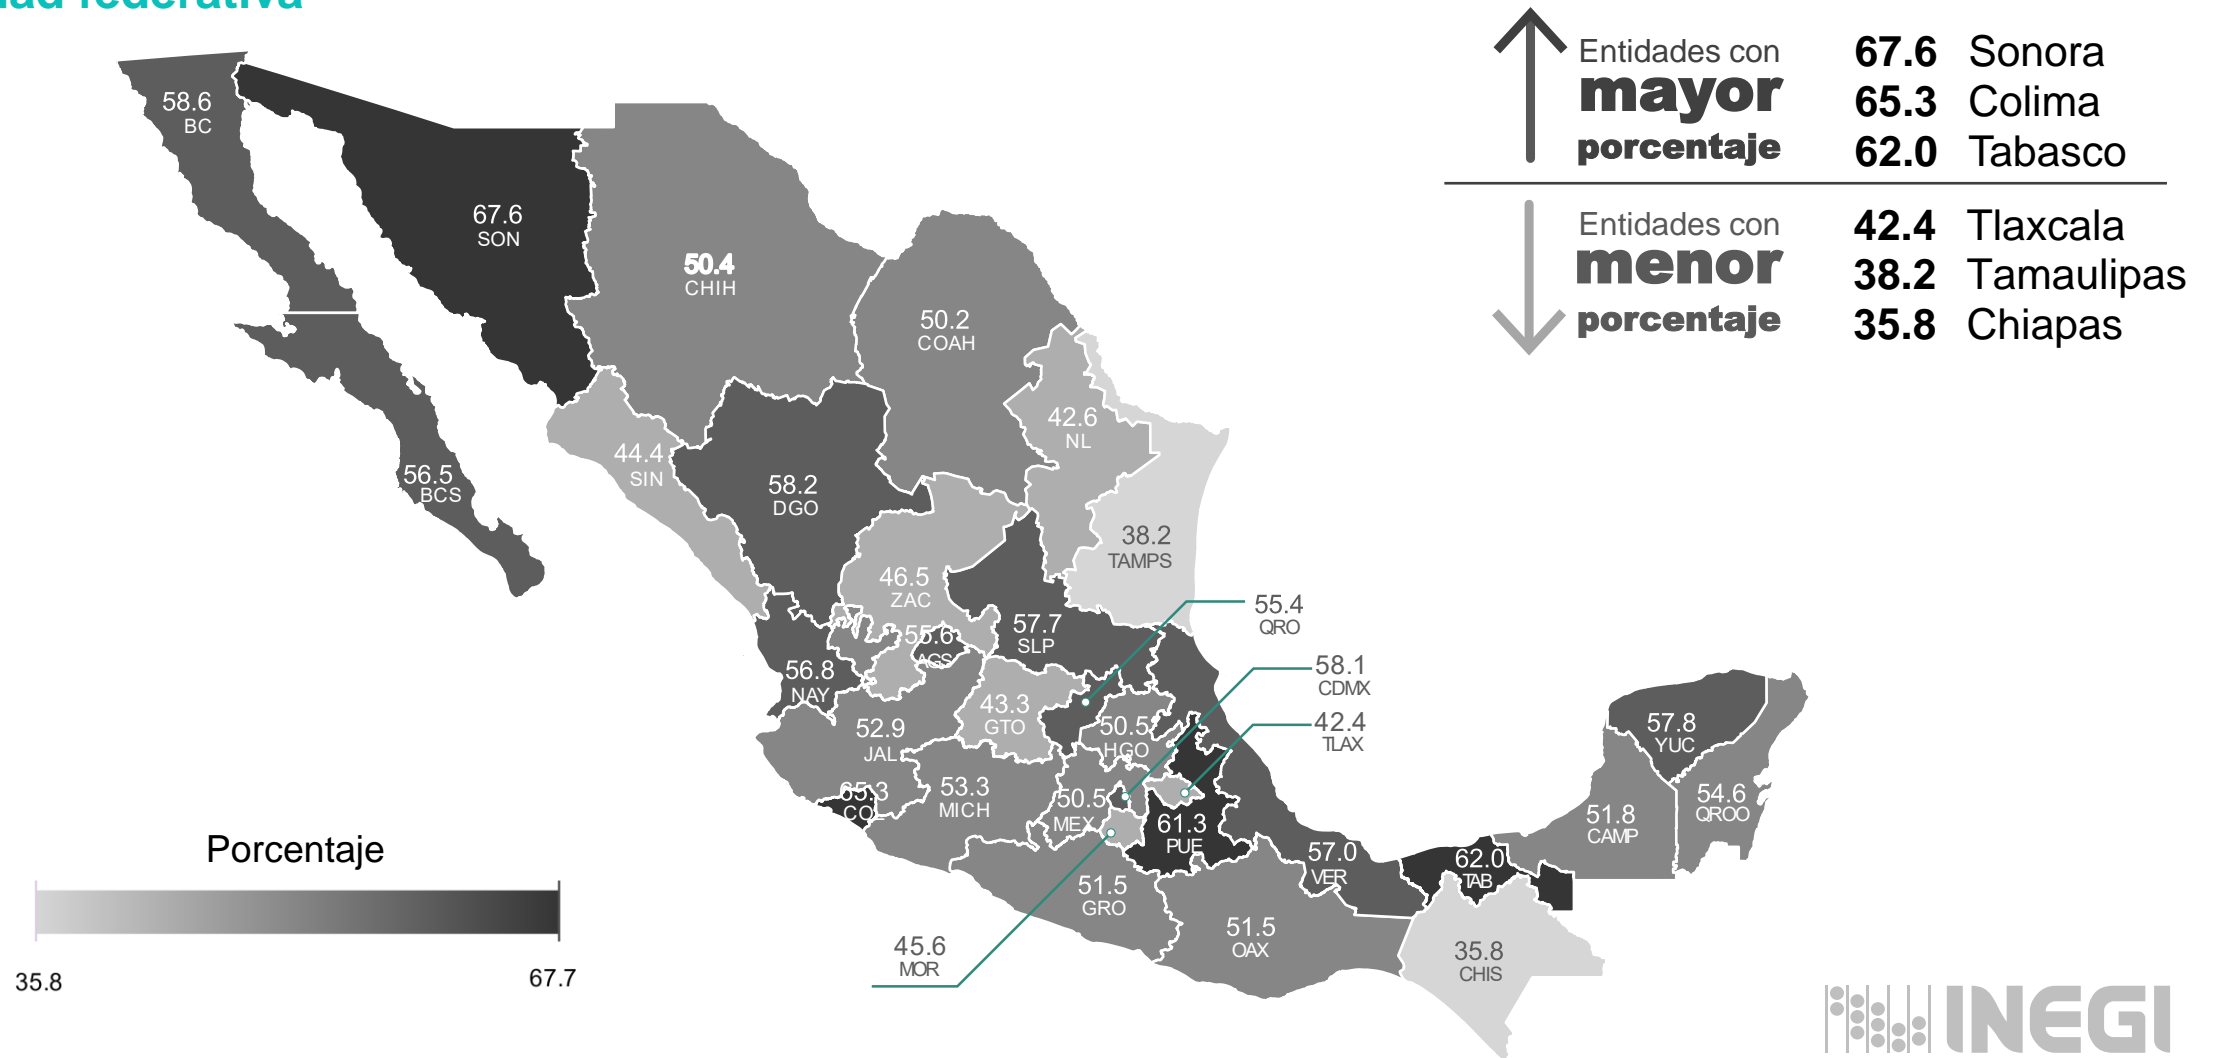 federativa
Entidades con
mayor
porcentaje
67.6 Sonora
65.3 Colima
62.0 Tabasco
Entidades con
menor
porcentaje
42.4 Tlaxcala
38.2 Tamaulipas
35.8 Chiapas
58.6
BC
67.6
SON
50.4
CHIH
50.2
COAH
42.6
NL
44.4
SIN
56.5
BCS
58.2
DGO
38.2
TAMPS
46.5
ZAC
55.4
QRO
57.7
SLP
55.6
AGS
58.1
CDMX
56.8
NAY
43.3
GTO
50.5
HGO
42.4
TLAX
52.9
JAL
57.8
YUC
65.3
COL
53.3
MICH
50.5
MEX
61.3
PUE
54.6
QROO
51.8
CAMP
57.0
VER
62.0
TAB
51.5
GRO
51.5
OAX
45.6
MOR
35.8
CHIS
Porcentaje
35.8
67.7
INEGI